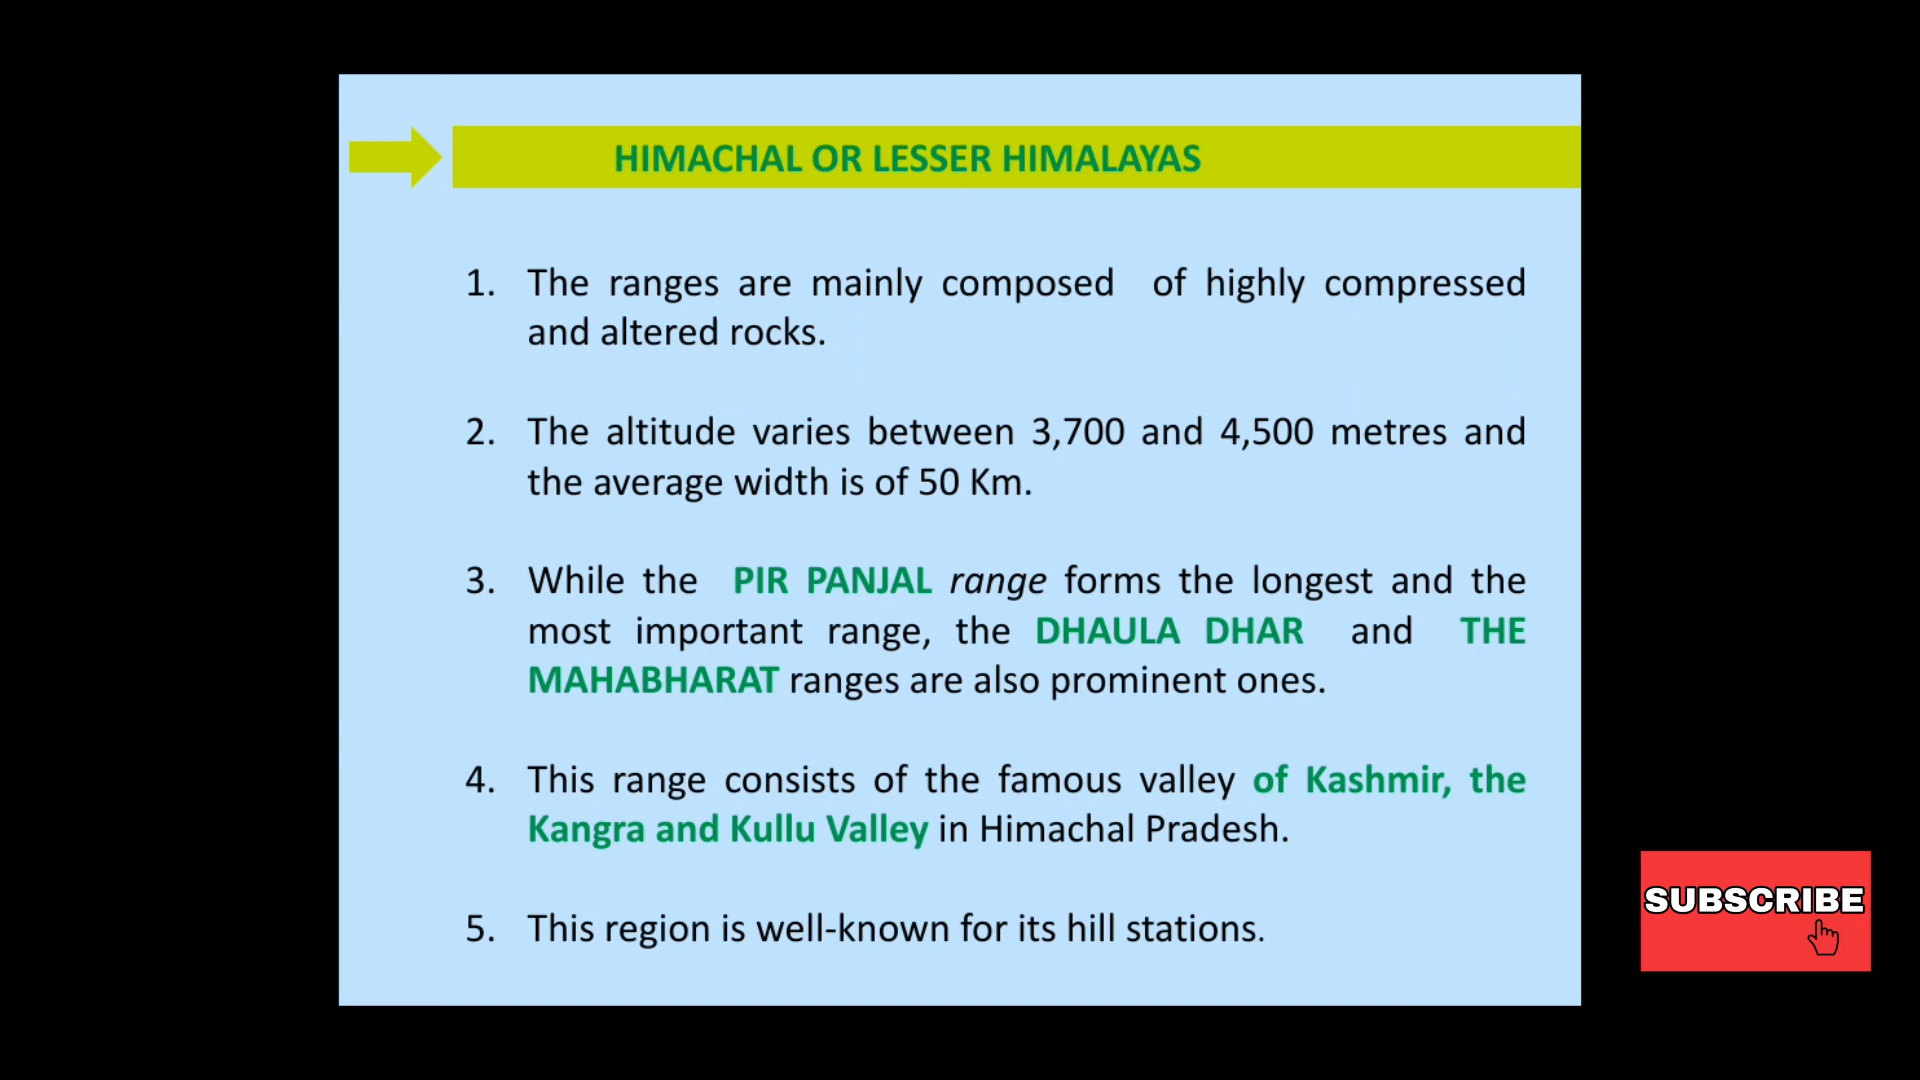 HIMACHAL OR LESSER HIMALAYAS
1. The ranges are mainly composed of highly compressed
and altered rocks.
2. The altitude varies between 3,700 and 4,500 metres and
the average width is of 50 Km.
3. While the PIR PANJAL range forms the longest and the
most important range, the DHAULA DHAR and THE
MAHABHARAT ranges are also prominent ones.
4. This range consists of the famous valley of Kashmir, the
Kangra and Kullu Valley in Himachal Pradesh.
5. This region is well-known for its hill stations.
SUBSCRIBE